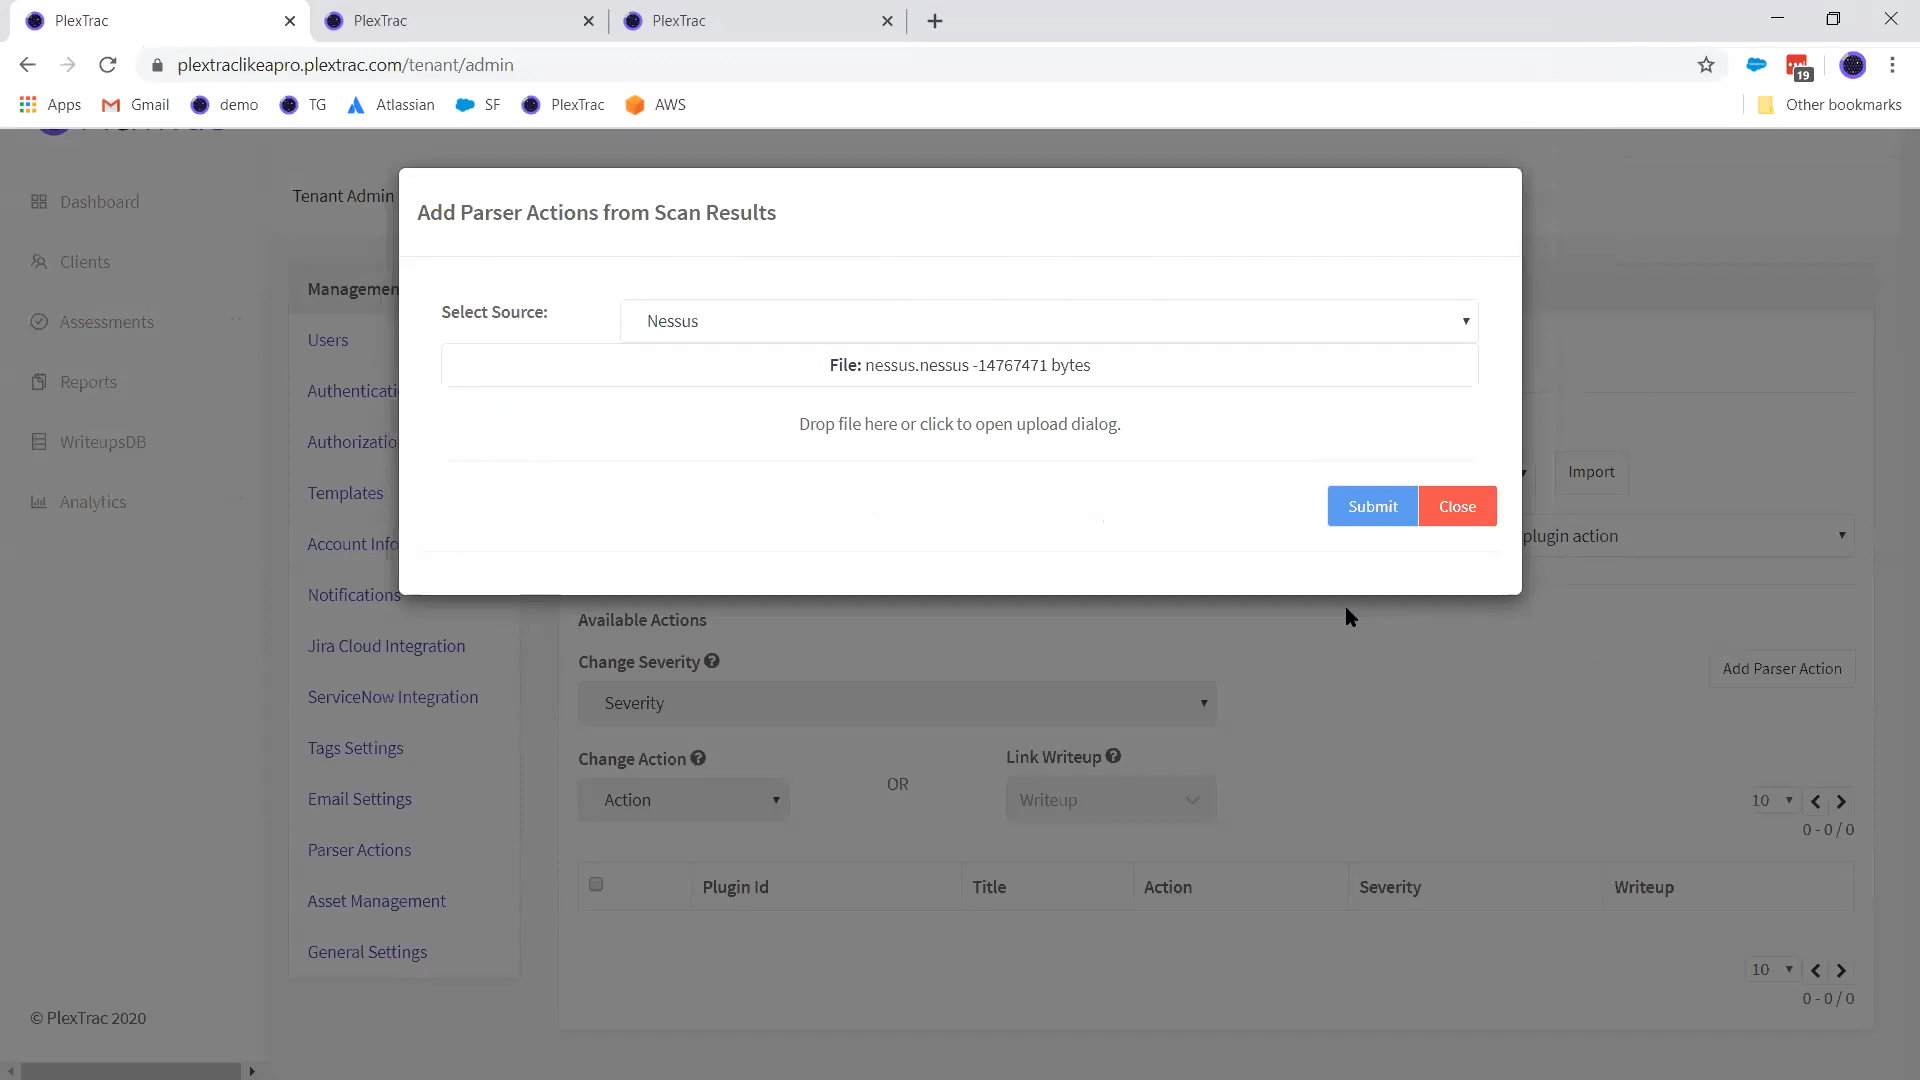 PlexTrac
PlexTrac
PlexTrac
plextraclikeapro.plextrac.com/tenant/admin
19
Apps
Gmail
demo
TG
Atlassian
SF
PlexTrac
AWS
Other bookmarks
Dashboard
Clients
Assessments
Reports
WriteupsDB
Analytics
© PlexTrac 2020
Tenant Admin
Users
Templates
Notifications
Jira Cloud Integration
ServiceNow Integration
Tags Settings
Email Settings
Parser Actions
Asset Management
General Settings
Add Parser Actions from Scan Results
Select Source:
Nessus
File: nessus.nessus -14767471 bytes
Drop file here or click to open upload dialog.
Submit
Close
Import
plugin action
Available Actions
Change Severity
Severity
Add Parser Action
Change Action
Action
OR
Link Writeup
Writeup
10
0 - 0 / 0
Plugin Id
Title
Action
Severity
Writeup
10
0 - 0 / 0